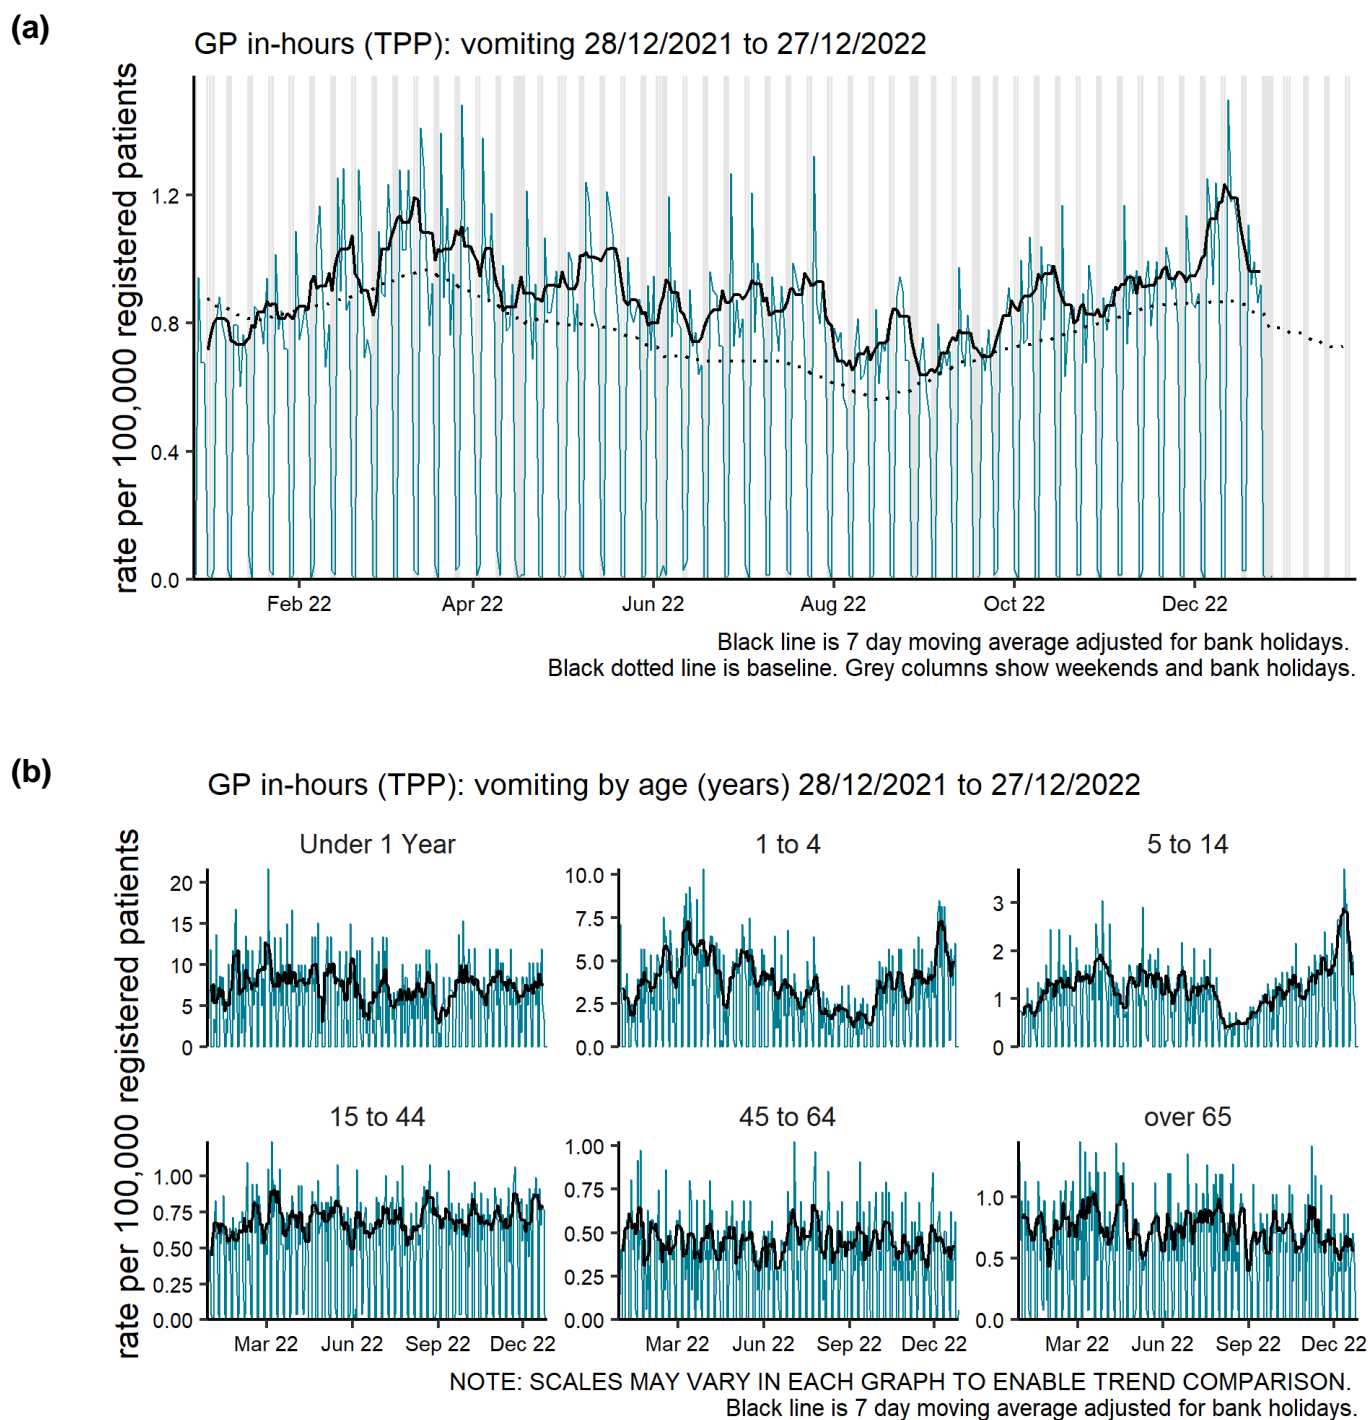 (a)
GP in-hours (TPP): vomiting 28/12/2021 to 27/12/2022
rate per 100,000 registered patients
1.2
0.8
0.4
0.0
Feb 22 Apr 22 Jun 22 Aug 22 Oct 22 Dec 22
Black line is 7 day moving average adjusted for bank holidays.
Black dotted line is baseline. Grey columns show weekends and bank holidays.
(b)
GP in-hours (TPP): vomiting by age (years) 28/12/2021 to 27/12/2022
rate per 100,000 registered patients
Under 1 Year
20
15
10
5
0
1 to 4
10.0
7.5
5.0
2.5
0.0
5 to 14
3
2
1
0
15 to 44
1.00
0.75
0.50
0.25
0.00
Mar 22 Jun 22 Sep 22 Dec 22
45 to 64
1.00
0.75
0.50
0.25
0.00
Mar 22 Jun 22 Sep 22 Dec 22
over 65
1.0
0.5
0.0
Mar 22 Jun 22 Sep 22 Dec 22
NOTE: SCALES MAY VARY IN EACH GRAPH TO ENABLE TREND COMPARISON.
Black line is 7 day moving average adjusted for bank holidays.